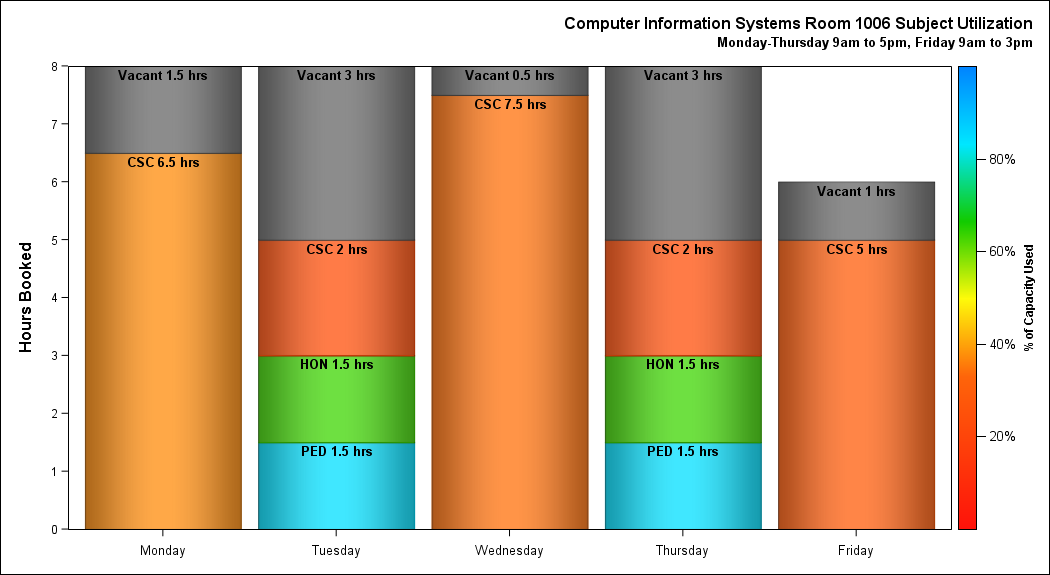 Computer Information Systems Room 1006 Subject Utilization
Monday-Thursday 9am to 5pm, Friday 9am to 3pm
Hours Booked
8
7
6
5
4
3
2
1
0
Vacant 1.5 hrs
CSC 6.5 hrs
Vacant 3 hrs
CSC 2 hrs
HON 1.5 hrs
PED 1.5 hrs
Vacant 0.5 hrs
CSC 7.5 hrs
Vacant 3 hrs
CSC 2 hrs
HON 1.5 hrs
PED 1.5 hrs
Vacant 1 hrs
CSC 5 hrs
Monday
Tuesday
Wednesday
Thursday
Friday
80%
60%
40%
20%
% of Capacity Used